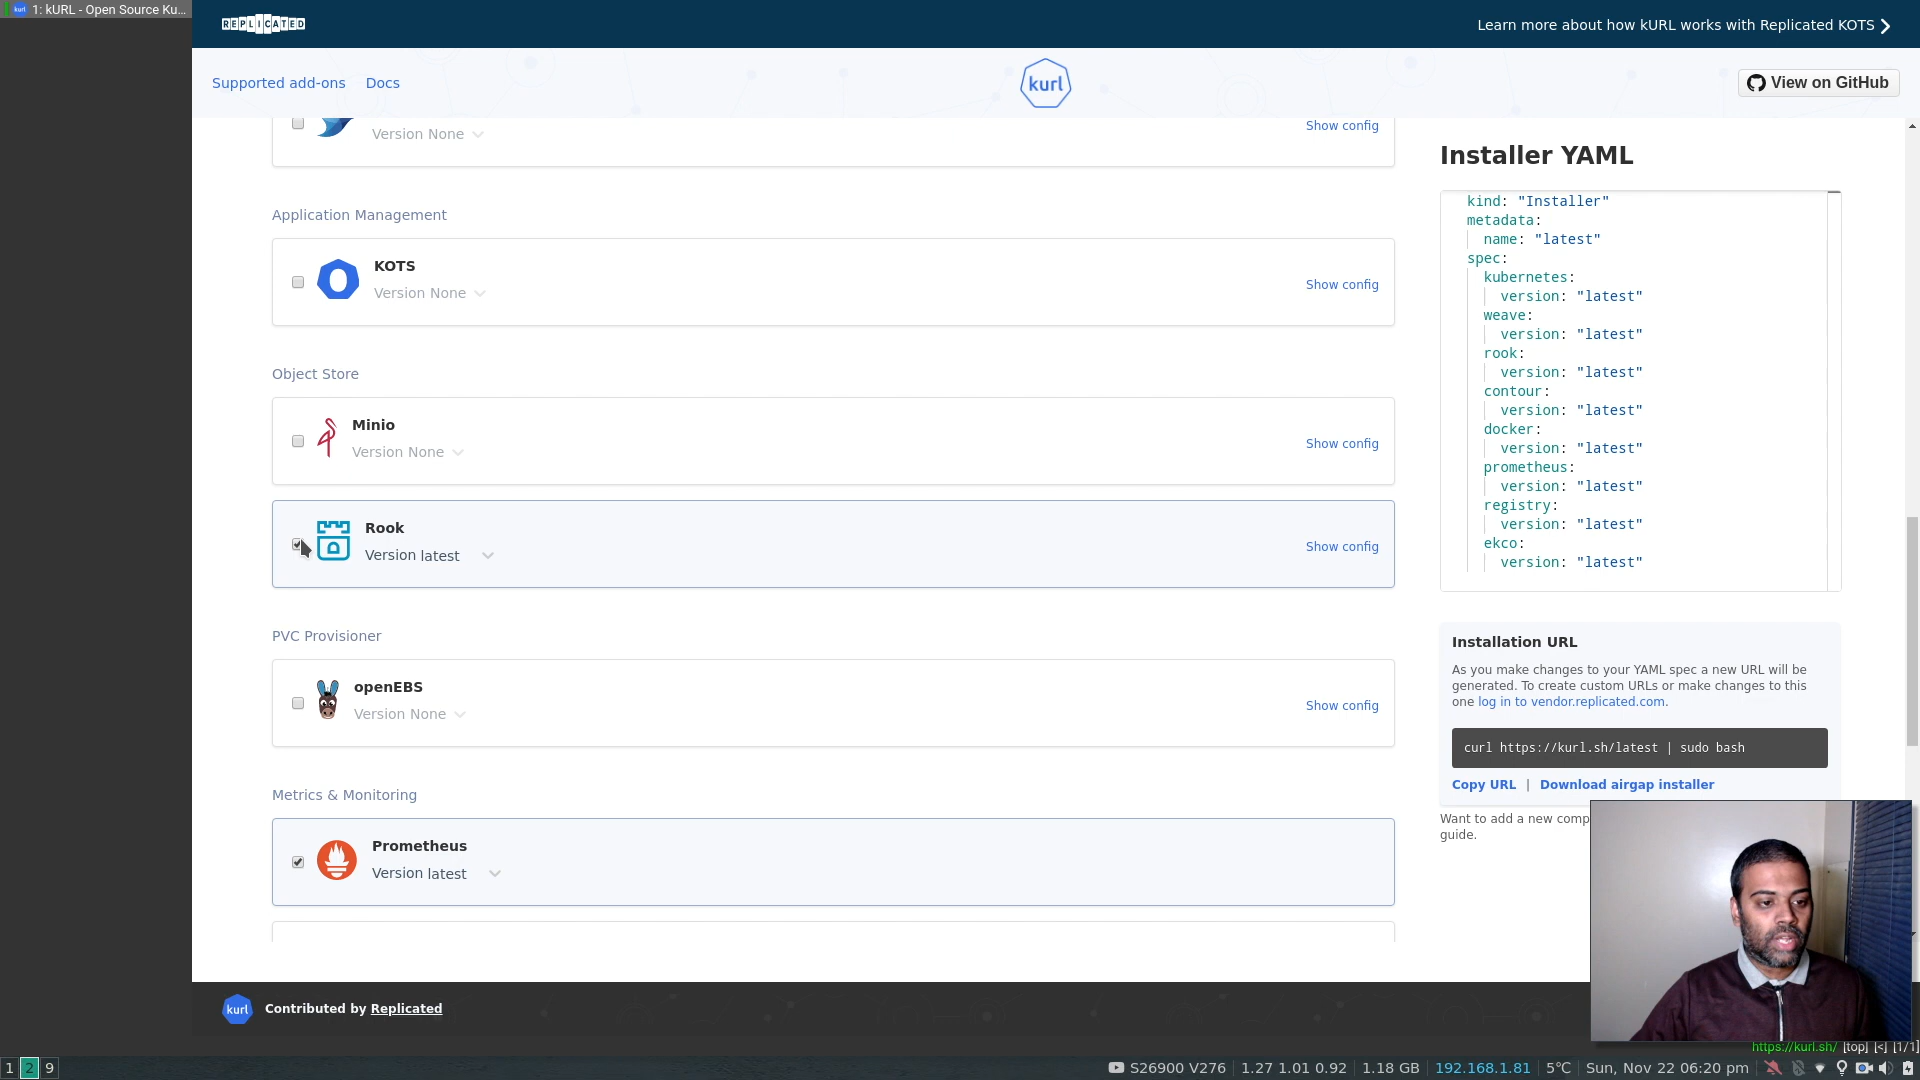 kurl 1: kURL - Open Source Ku...
REPLICATED
Learn more about how kURL works with Replicated KOTS
Supported add-ons Docs
kurl
View on GitHub
Version None
Show config
Application Management
KOTS
Version None
Show config
Object Store
Minio
Version None
Show config
Rook
Version latest
Show config
PVC Provisioner
openEBS
Version None
Show config
Metrics & Monitoring
Prometheus
Version latest
Installer YAML
kind: "Installer"
metadata:
name: "latest"
spec:
kubernetes:
version: "latest"
weave:
version: "latest"
rook:
version: "latest"
contour:
version: "latest"
docker:
version: "latest"
prometheus:
version: "latest"
registry:
version: "latest"
ekco:
version: "latest"
Installation URL
As you make changes to your YAML spec a new URL will be
generated. To create custom URLs or make changes to this
one log in to vendor.replicated.com.
curl https://kurl.sh/latest | sudo bash
Copy URL | Download airgap installer
Want to add a new comp
guide.
kurl Contributed by Replicated
https://kurl.sh/ [top] [<] [1/1]
1 2 9
S26900 V276 1.27 1.01 0.92 1.18 GB 192.168.1.81 5°C Sun, Nov 22 06:20 pm